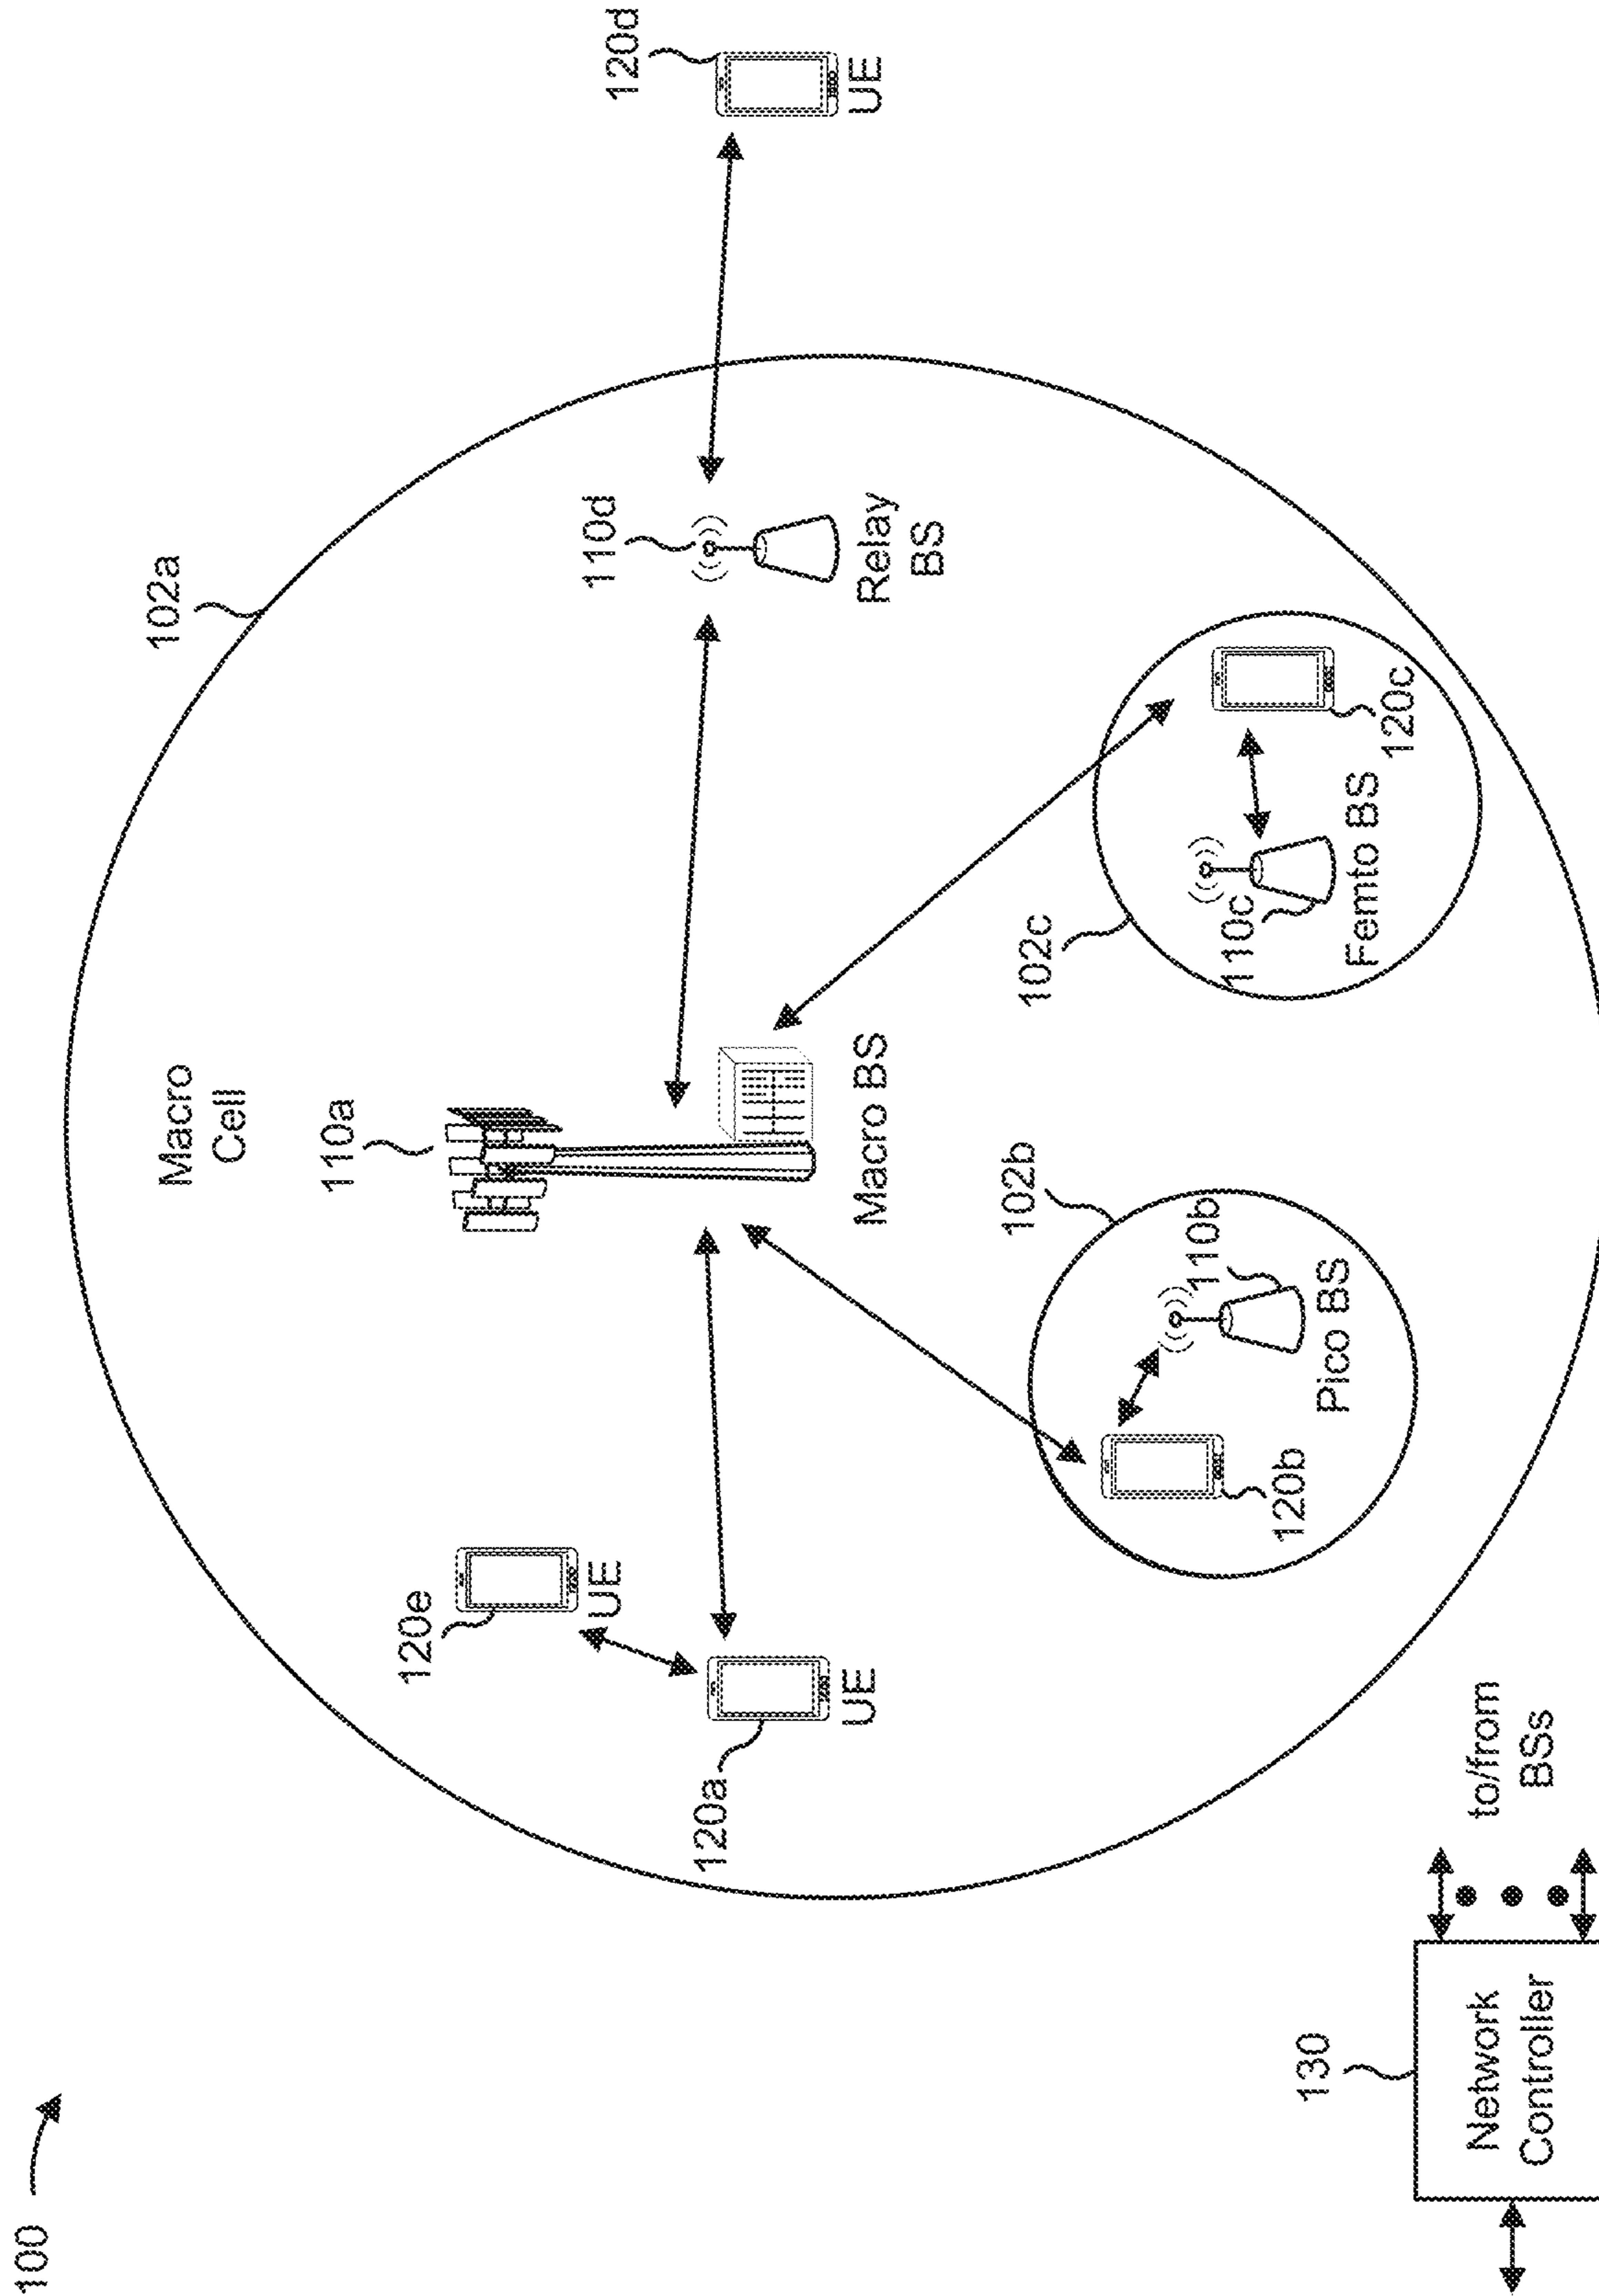 100
102a
Macro
Cell
110a
120e
UE
110d
120d
UE
120a
UE
Macro BS
Relay
BS
102b
102c
110b
110c
120b
Pico BS
Femto BS
120c
130
Network
Controller
to/from
BSs